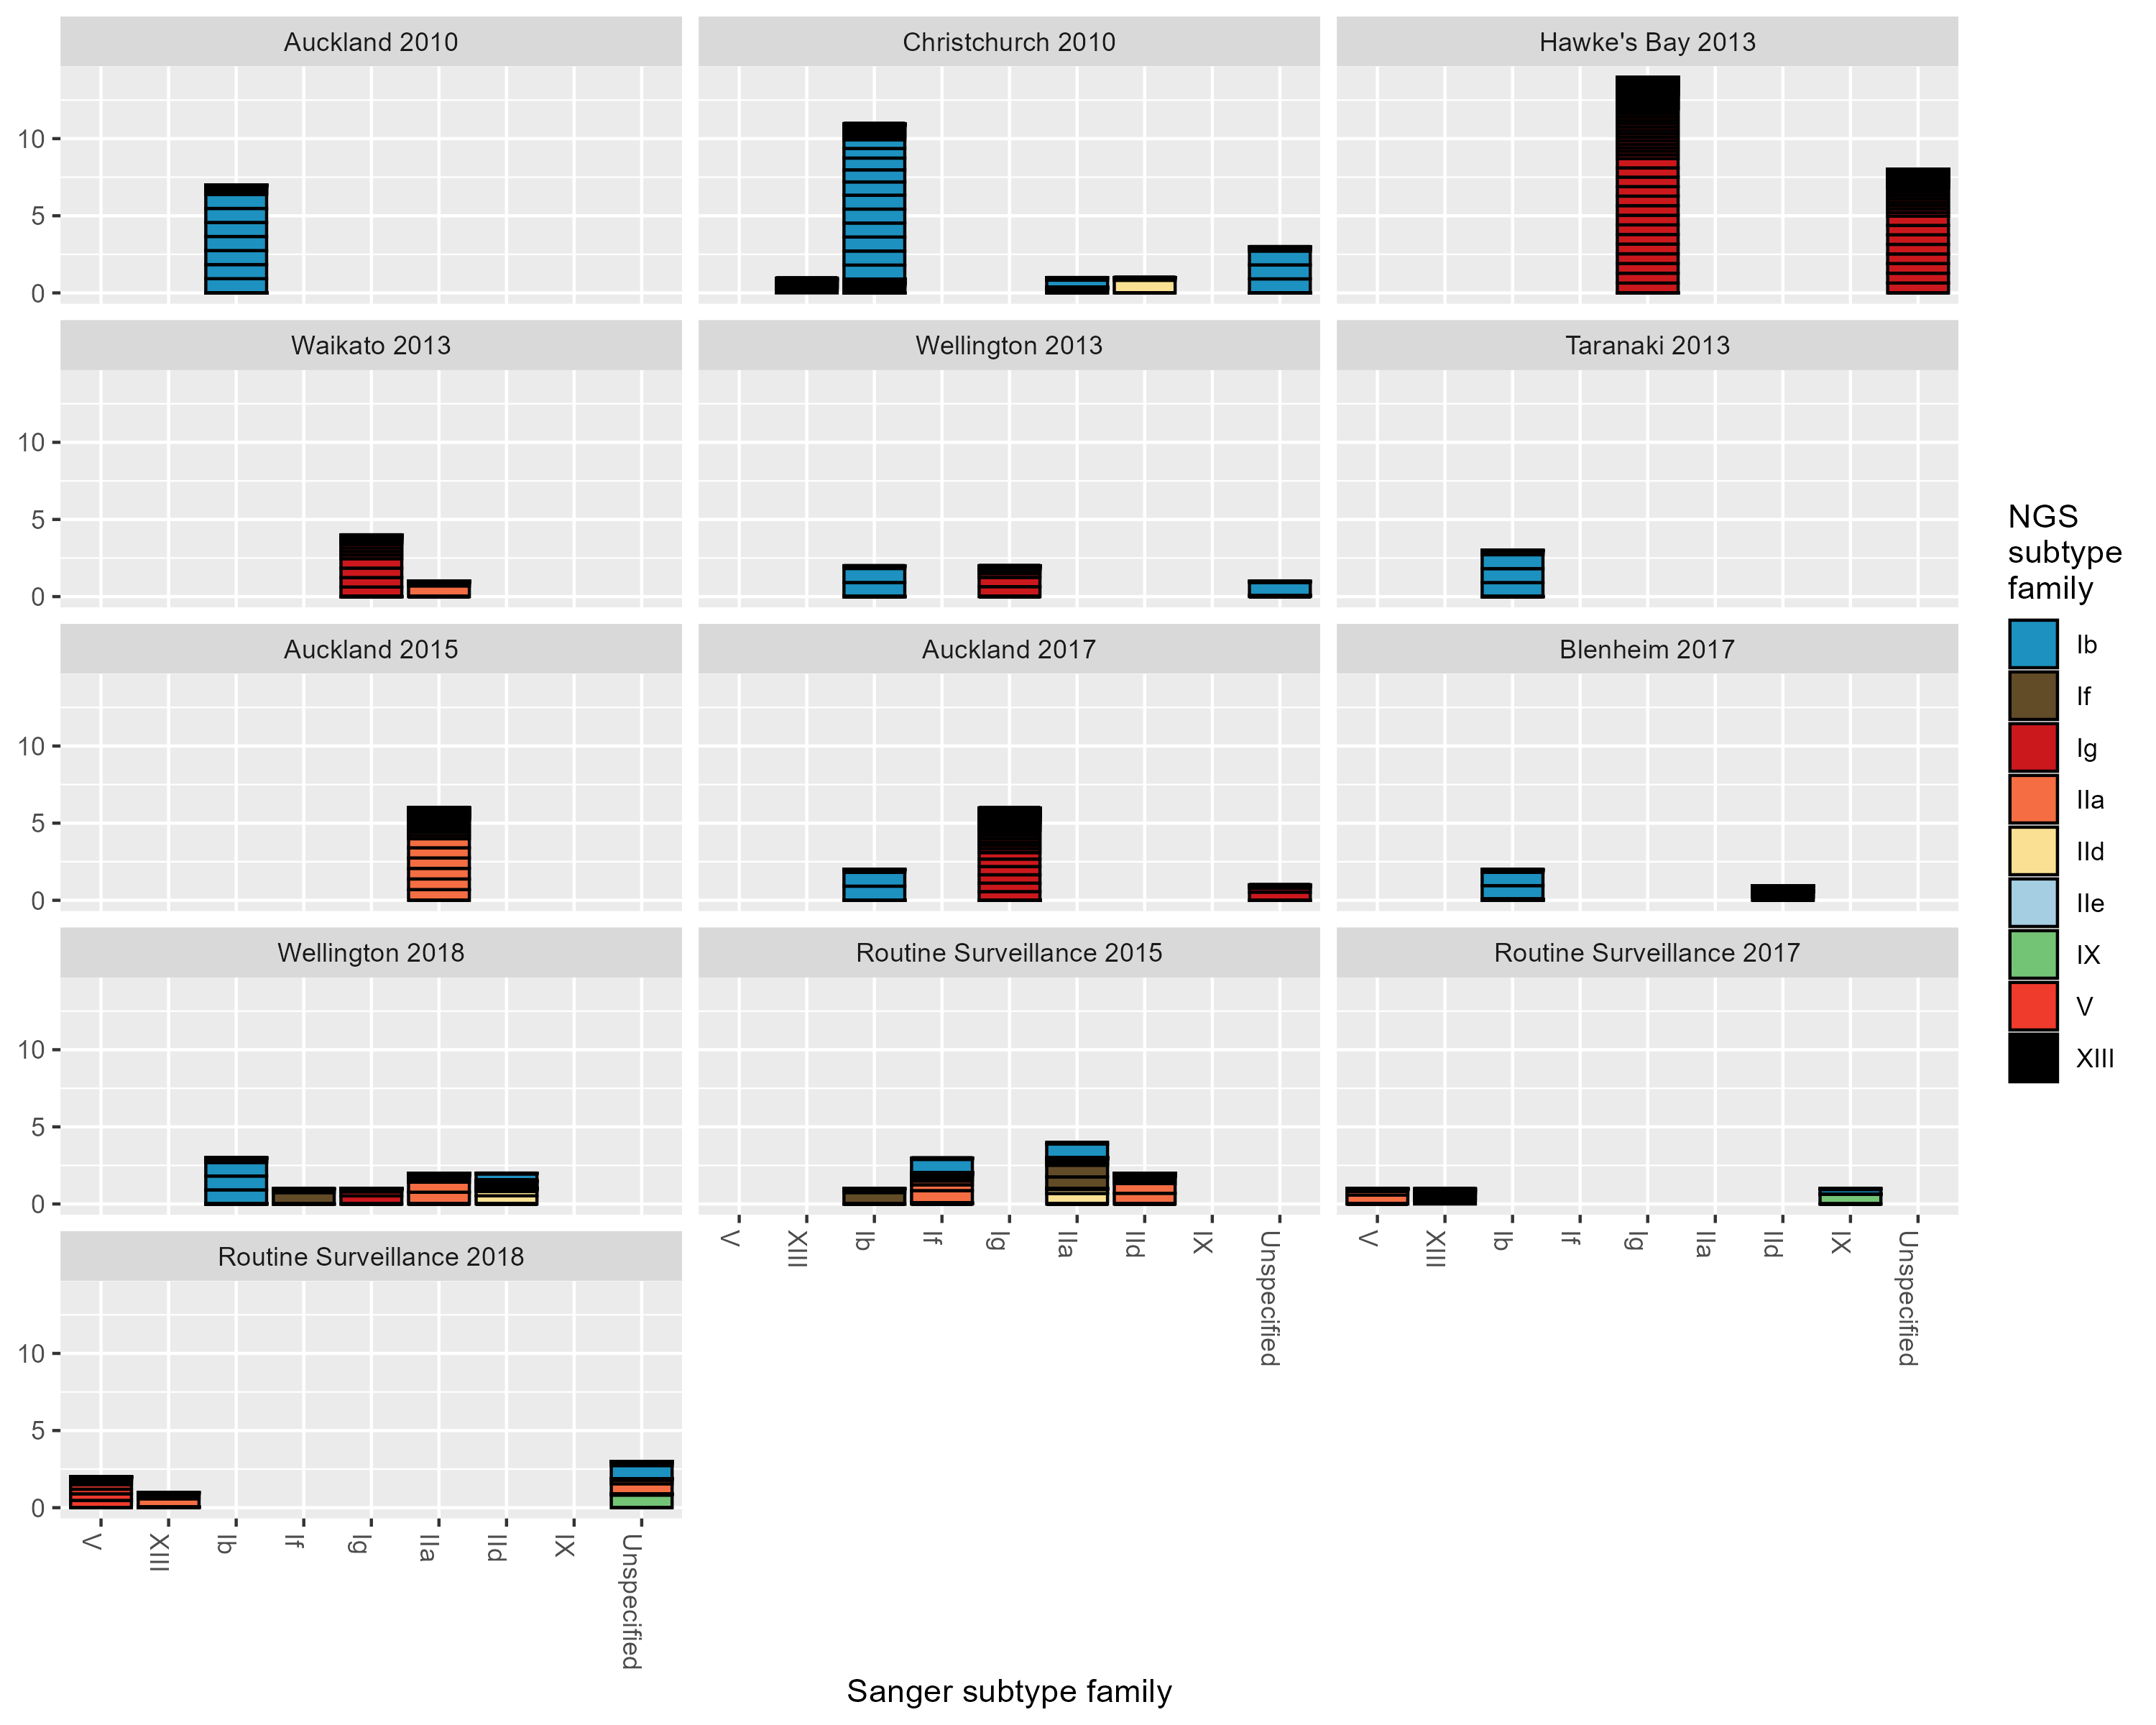 Auckland 2010
Christchurch 2010
Hawke's Bay 2013
10
5
0
Waikato 2013
Wellington 2013
Taranaki 2013
10
5
0
Auckland 2015
Auckland 2017
Blenheim 2017
10
5
0
Wellington 2018
Routine Surveillance 2015
Routine Surveillance 2017
10
5
0
V XIII Ib If Ig IIa IId IX Unspecified
V XIII Ib If Ig IIa IId IX Unspecified
Routine Surveillance 2018
10
5
0
V XIII Ib If Ig IIa IId IX Unspecified
Sanger subtype family
NGS
subtype
family
Ib
If
Ig
IIa
IId
IIe
IX
V
XIII